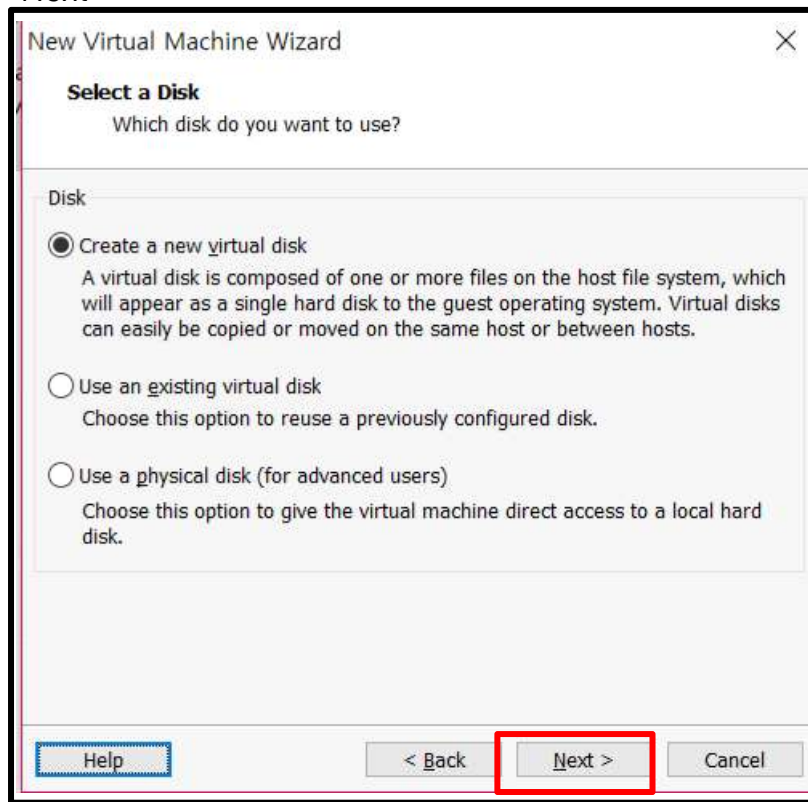 New Virtual Machine Wizard
Select a Disk
Which disk do you want to use?
Disk
Create a new virtual disk
A virtual disk is composed of one or more files on the host file system, which
will appear as a single hard disk to the guest operating system. Virtual disks
can easily be copied or moved on the same host or between hosts.
Use an existing virtual disk
Choose this option to reuse a previously configured disk.
Use a physical disk (for advanced users)
Choose this option to give the virtual machine direct access to a local hard
disk.
Help < Back Next > Cancel